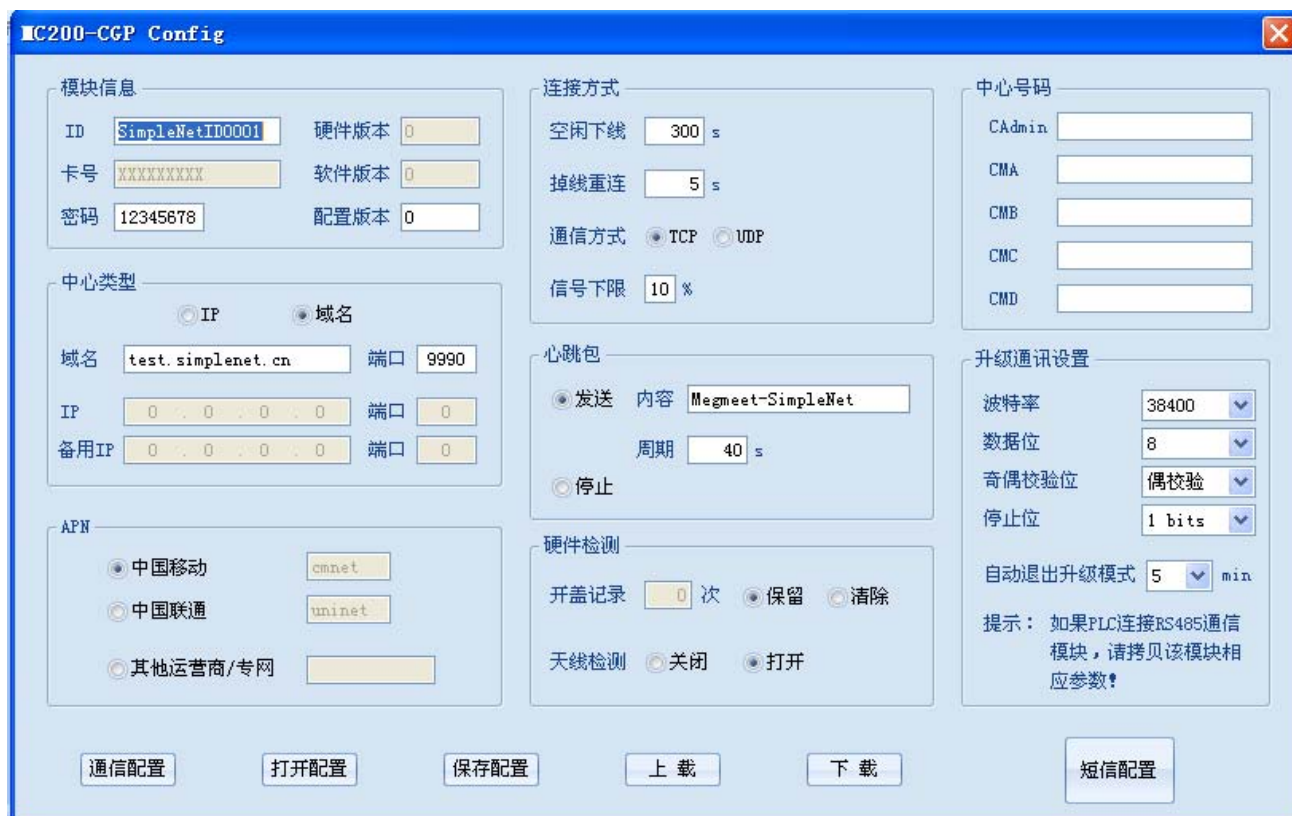 MC200-CGP Config
模块信息
ID SimpleNetID0001 硬件版本 0
卡号 XXXXXXXXX 软件版本 0
密码 12345678 配置版本 0
中心类型
IP 域名
域名 test.simplenet.cn 端口 9990
IP 0 . 0 . 0 . 0 端口 0
备用IP 0 . 0 . 0 . 0 端口 0
APN
中国移动 cmnet
中国联通 uninet
其他运营商/专网
连接方式
空闲下线 300 s
掉线重连 5 s
通信方式 TCP UDP
信号下限 10 %
心跳包
发送 内容 Megmeet-SimpleNet
周期 40 s
停止
硬件检测
开盖记录 0 次 保留 清除
天线检测 关闭 打开
中心号码
CAdmin
CMA
CMB
CMC
CMD
升级通讯设置
波特率 38400
数据位 8
奇偶校验位 偶校验
停止位 1 bits
自动退出升级模式 5 min
提示： 如果PLC连接RS485通信
模块，请拷贝该模块相
应参数！
通信配置 打开配置 保存配置 上 载 下 载 短信配置